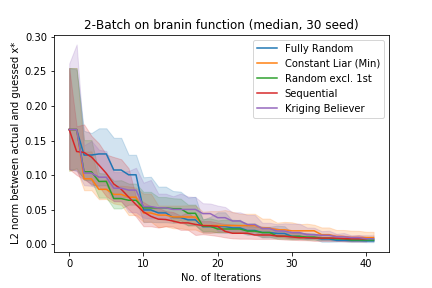 2-Batch on branin function (median, 30 seed)
L2 norm between actual and guessed x*
0.30
0.25
0.20
0.15
0.10
0.05
0.00
Fully Random
Constant Liar (Min)
Random excl. 1st
Sequential
Kriging Believer
0 10 20 30 40
No. of Iterations